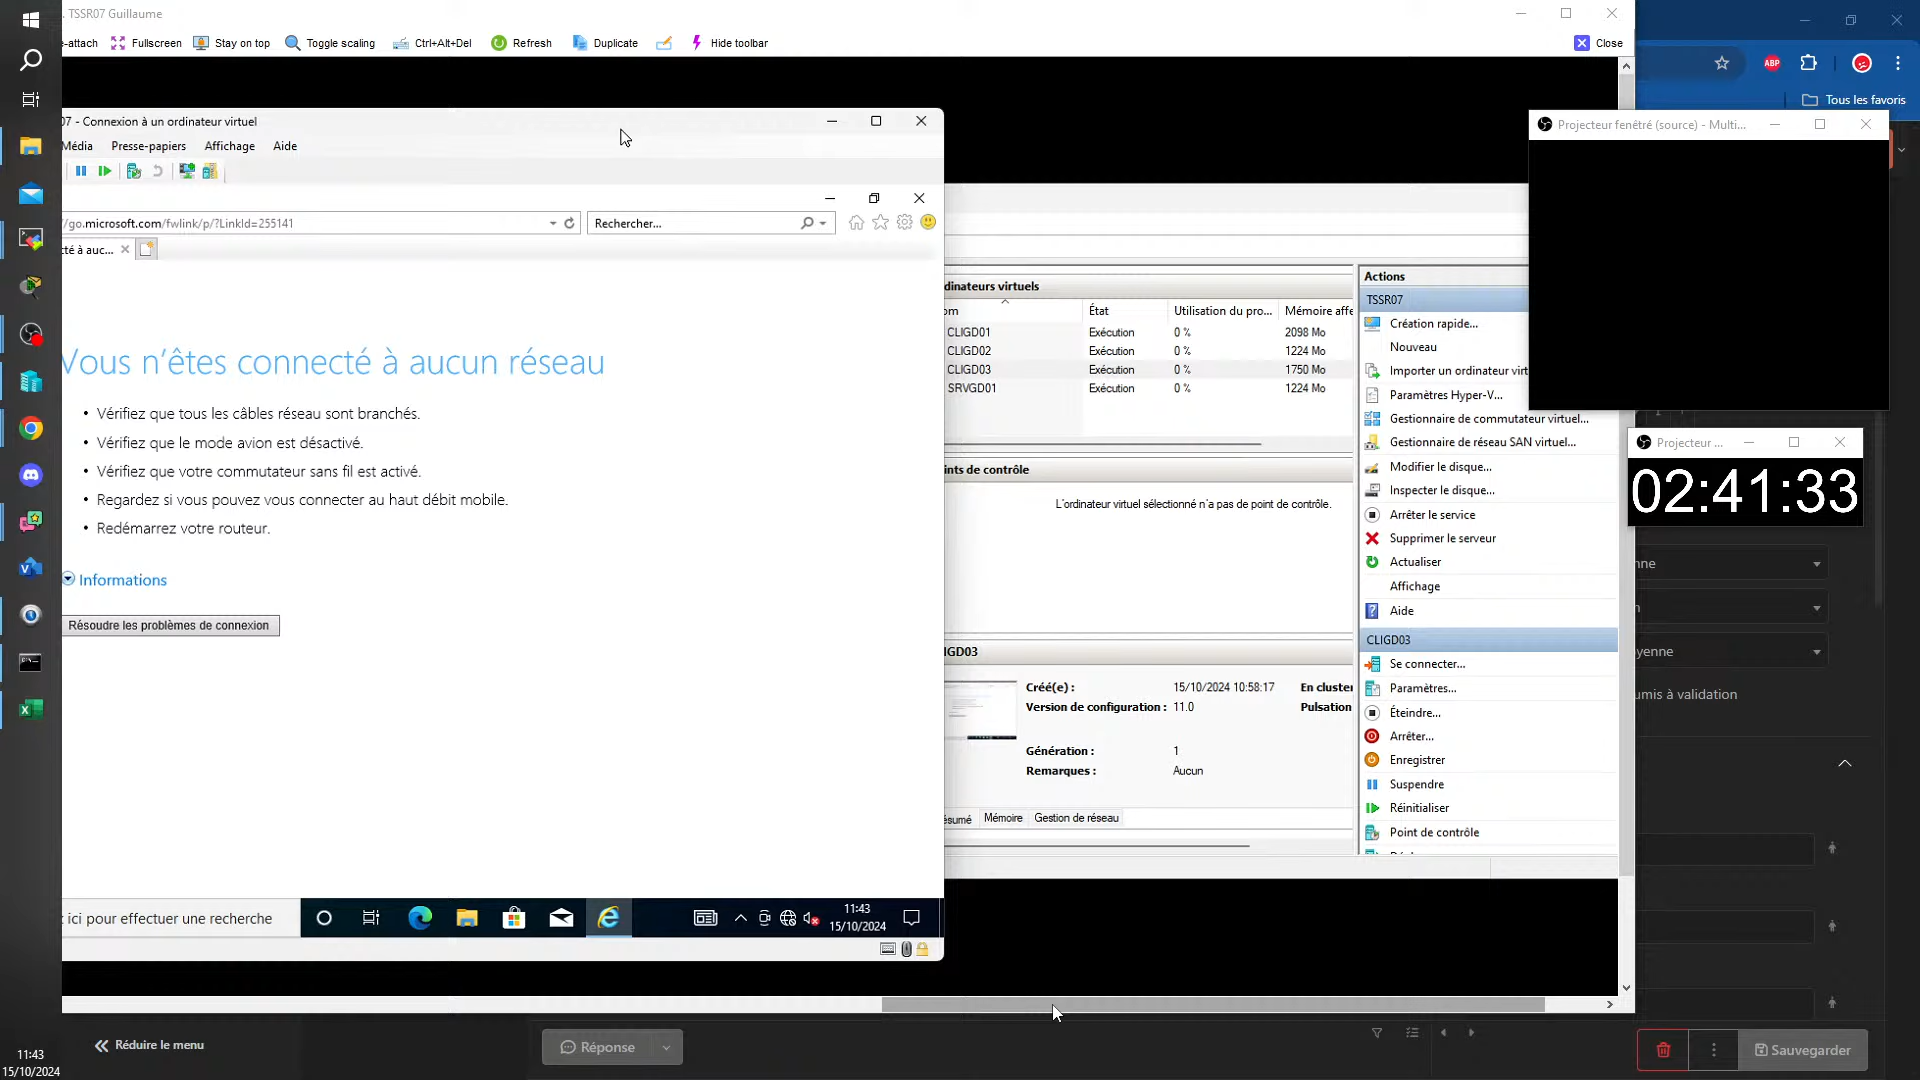 TSSR07 Guillaume
e-attach
Fullscreen
Stay on top
Toggle scaling
Ctrl+Alt+Del
Refresh
Duplicate
Hide toolbar
Close
Tous les favoris
07 - Connexion à un ordinateur virtuel
Média
Presse-papiers
Affichage
Aide
/go.microsoft.com/fwlink/p/?LinkId=255141
Rechercher...
cté à auc...
Vous n'êtes connecté à aucun réseau
• Vérifiez que tous les câbles réseau sont branchés.
• Vérifiez que le mode avion est désactivé.
• Vérifiez que votre commutateur sans fil est activé.
• Regardez si vous pouvez vous connecter au haut débit mobile.
• Redémarrez votre routeur.
Informations
Résoudre les problèmes de connexion
t ici pour effectuer une recherche
11:43
15/10/2024
dinateurs virtuels
om
État
Utilisation du pro...
Mémoire affe
CLIGD01 Exécution 0 % 2098 Mo
CLIGD02 Exécution 0 % 1224 Mo
CLIGD03 Exécution 0 % 1750 Mo
SRVGD01 Exécution 0 % 1224 Mo
ints de contrôle
L'ordinateur virtuel sélectionné n'a pas de point de contrôle.
IGD03
Créé(e) : 15/10/2024 10:58:17 En cluster
Version de configuration : 11.0 Pulsation
Génération : 1
Remarques : Aucun
ésumé
Mémoire
Gestion de réseau
Actions
TSSR07
Création rapide...
Nouveau
Importer un ordinateur virt
Paramètres Hyper-V...
Gestionnaire de commutateur virtuel...
Gestionnaire de réseau SAN virtuel...
Modifier le disque...
Inspecter le disque...
Arrêter le service
Supprimer le serveur
Actualiser
Affichage
Aide
CLIGD03
Se connecter...
Paramètres...
Éteindre...
Arrêter...
Enregistrer
Suspendre
Réinitialiser
Point de contrôle
Projecteur fenêtré (source) - Multi...
ABP
Projecteur ...
02:41:33
nne
n
yenne
umis à validation
Réduire le menu
Réponse
Sauvegarder
11:43
15/10/2024